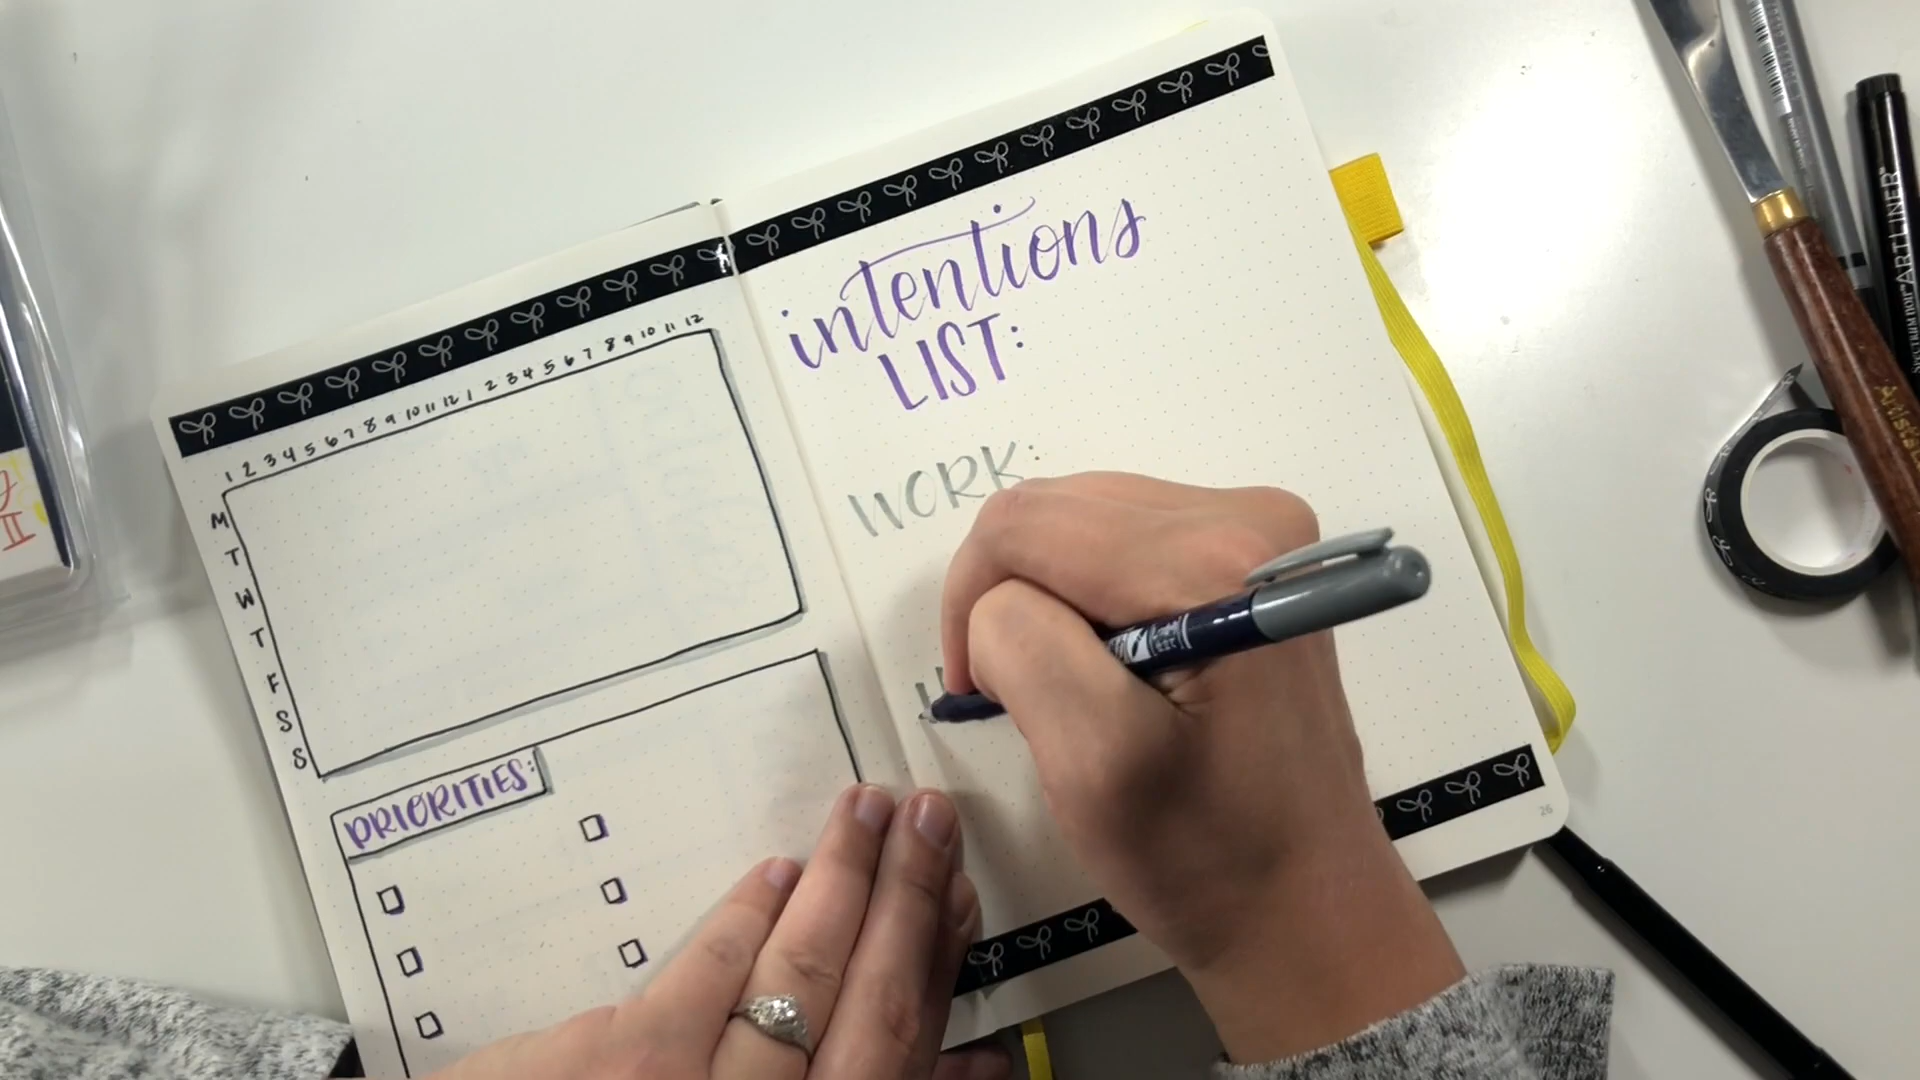 1 2 3 4 5 6 7 8 9 10 11 12 1 2 3 4 5 6 7 8 9 10 11 12
M
T
W
T
F
S
S
PRIORITIES:
intentions
LIST:
WORK:
26
ARTLINER